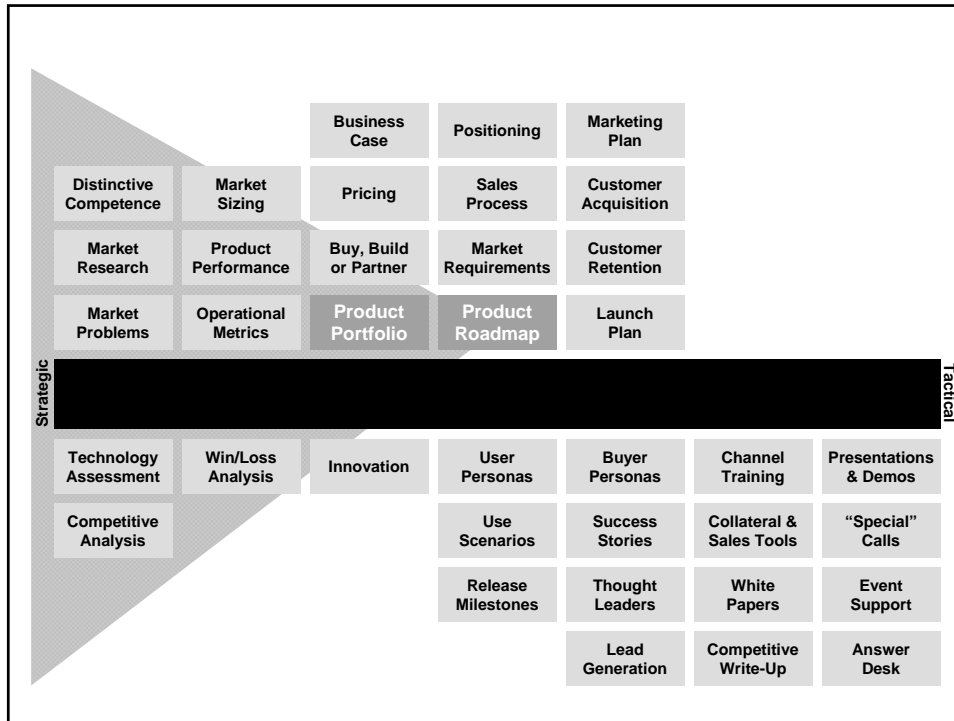 Business
Case
Positioning
Marketing
Plan
Distinctive
Competence
Market
Sizing
Pricing
Sales
Process
Customer
Acquisition
Market
Research
Product
Performance
Buy, Build
or Partner
Market
Requirements
Customer
Retention
Market
Problems
Operational
Metrics
Product
Portfolio
Product
Roadmap
Launch
Plan
Strategic
Tactical
Technology
Assessment
Win/Loss
Analysis
Innovation
User
Personas
Buyer
Personas
Channel
Training
Presentations
& Demos
Competitive
Analysis
Use
Scenarios
Success
Stories
Collateral &
Sales Tools
“Special”
Calls
Release
Milestones
Thought
Leaders
White
Papers
Event
Support
Lead
Generation
Competitive
Write-Up
Answer
Desk